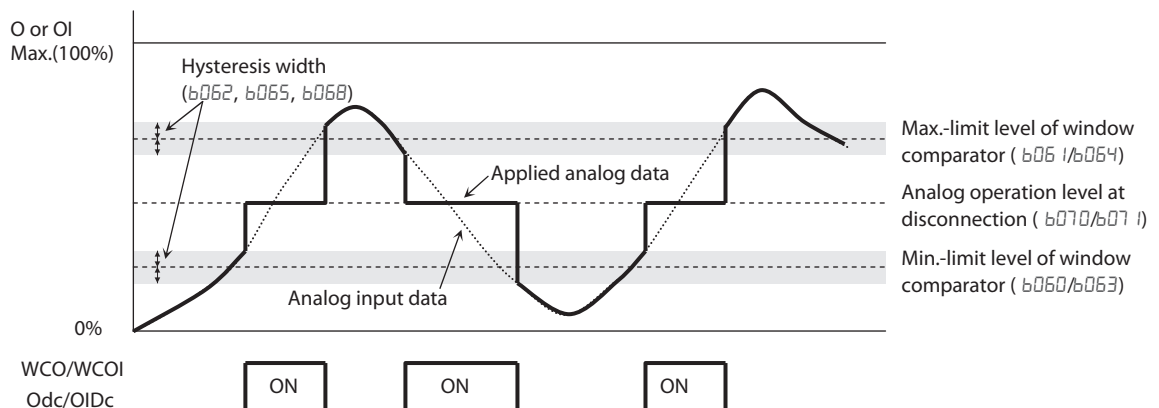 O or OI
Max.(100%)
Hysteresis width
(b062, b065, b068)
Max.-limit level of window
comparator ( b061/b064)
Applied analog data
Analog operation level at
disconnection ( b070/b071)
Min.-limit level of window
comparator ( b060/b063)
Analog input data
0%
WCO/WCOI
Odc/OIDc
ON
ON
ON